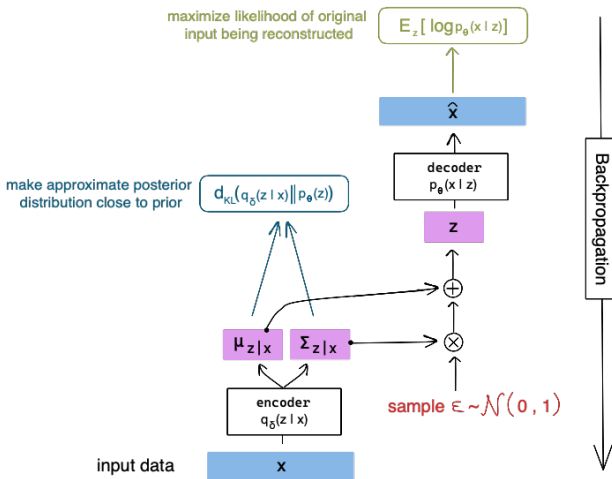 maximize likelihood of original
input being reconstructed
E_z [ log p_θ (x | z) ]
x̂
make approximate posterior
distribution close to prior
d_KL (q_δ (z | x) ‖ p_θ (z))
decoder
p_θ (x | z)
z
+
×
μ_z|x
Σ_z|x
encoder
q_δ (z | x)
sample ϵ ~ N(0, 1)
input data
x
Backpropagation